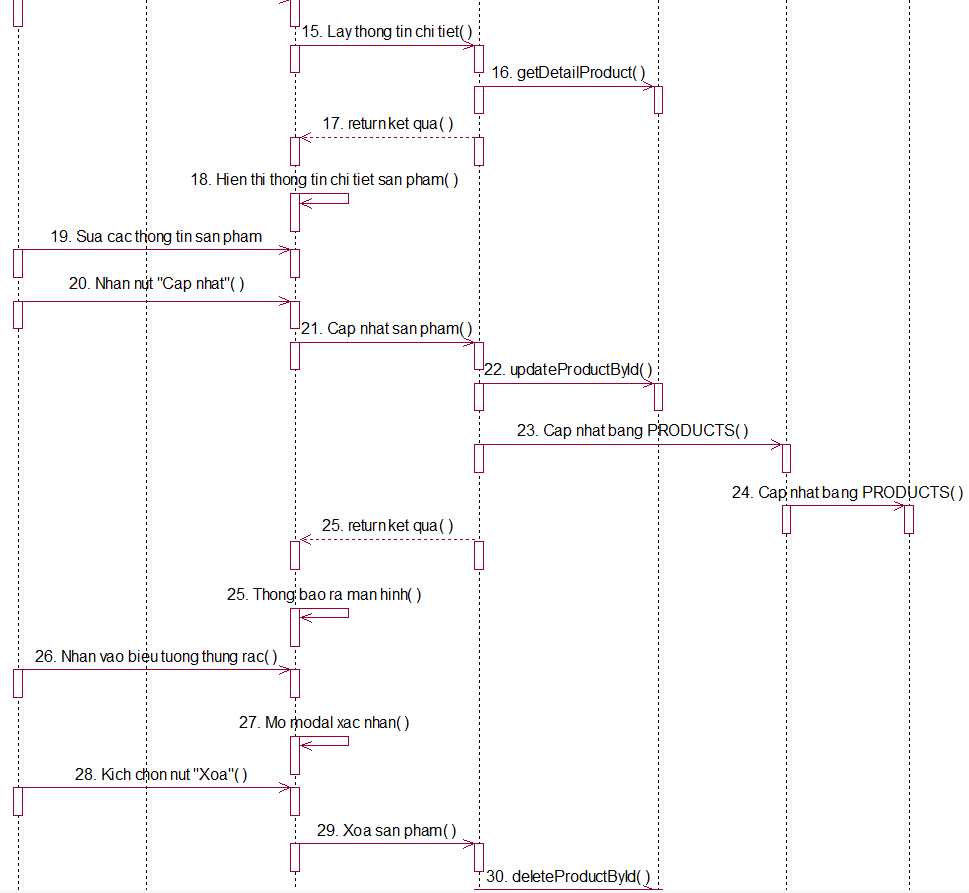 15. Lay thong tin chi tiet( )
16. getDetailProduct( )
17. return ket qua( )
18. Hien thi thong tin chi tiet san pham( )
19. Sua cac thong tin san pham
20. Nhan nut "Cap nhat"( )
21. Cap nhat san pham( )
22. updateProductById( )
23. Cap nhat bang PRODUCTS( )
24. Cap nhat bang PRODUCTS( )
25. return ket qua( )
25. Thong bao ra man hinh( )
26. Nhan vao bieu tuong thung rac( )
27. Mo modal xac nhan( )
28. Kich chon nut "Xoa"( )
29. Xoa san pham( )
30. deleteProductById( )